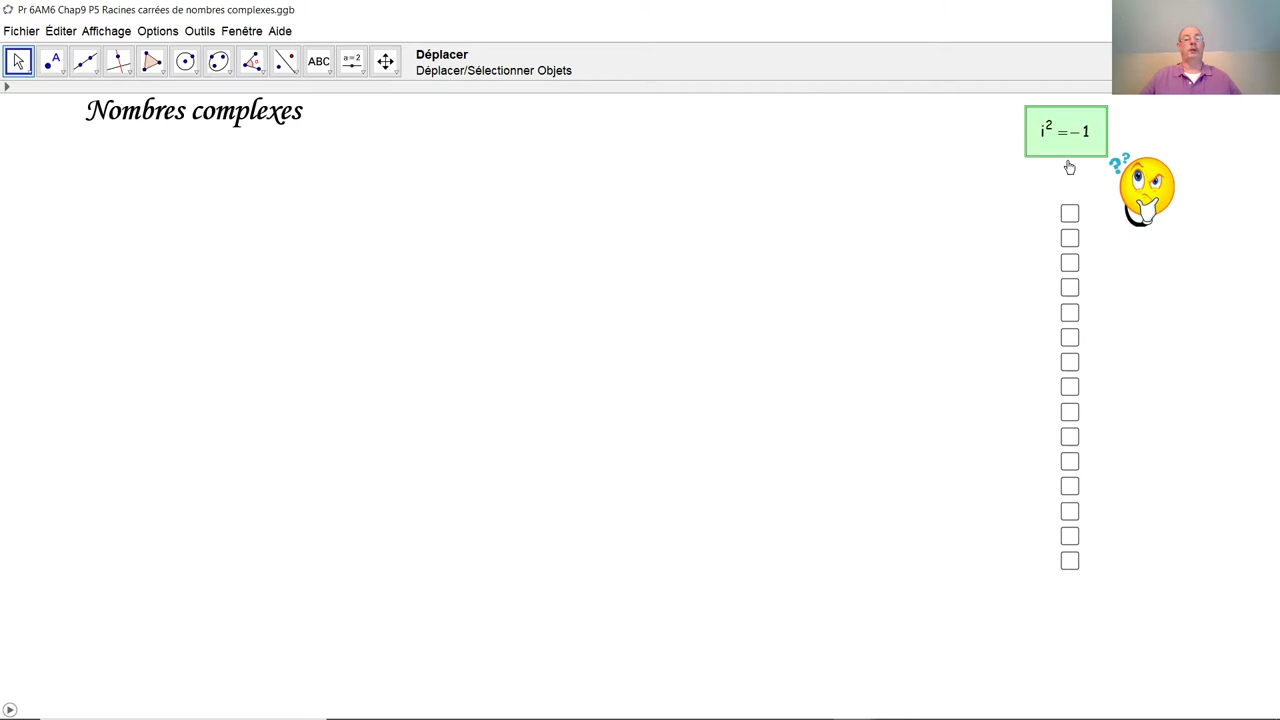 Pr 6AM6 Chap9 P5 Racines carrées de nombres complexes.ggb
Fichier Éditer Affichage Options Outils Fenêtre Aide
A
ABC
a=2
Déplacer
Déplacer/Sélectionner Objets
Nombres complexes
i² = −1
??